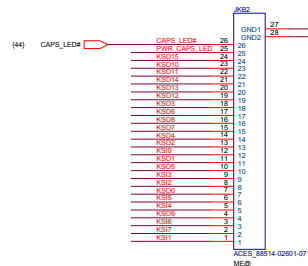 JKB2
GND1 27
GND2 28
{44} CAPS_LED# CAPS_LED# 26 26
PWR_CAPS_LED 25 25
KSO15 24 24
KSO10 23 23
KSO11 22 22
KSO14 21 21
KSO13 20 20
KSO12 19 19
KSO3 18 18
KSO6 17 17
KSO8 16 16
KSO7 15 15
KSO4 14 14
KSO2 13 13
KSI0 12 12
KSO1 11 11
KSO5 10 10
KSI3 9 9
KSI2 8 8
KSO0 7 7
KSI5 6 6
KSI4 5 5
KSO9 4 4
KSI6 3 3
KSI7 2 2
KSI1 1 1
ACES_88514-02601-07
ME@